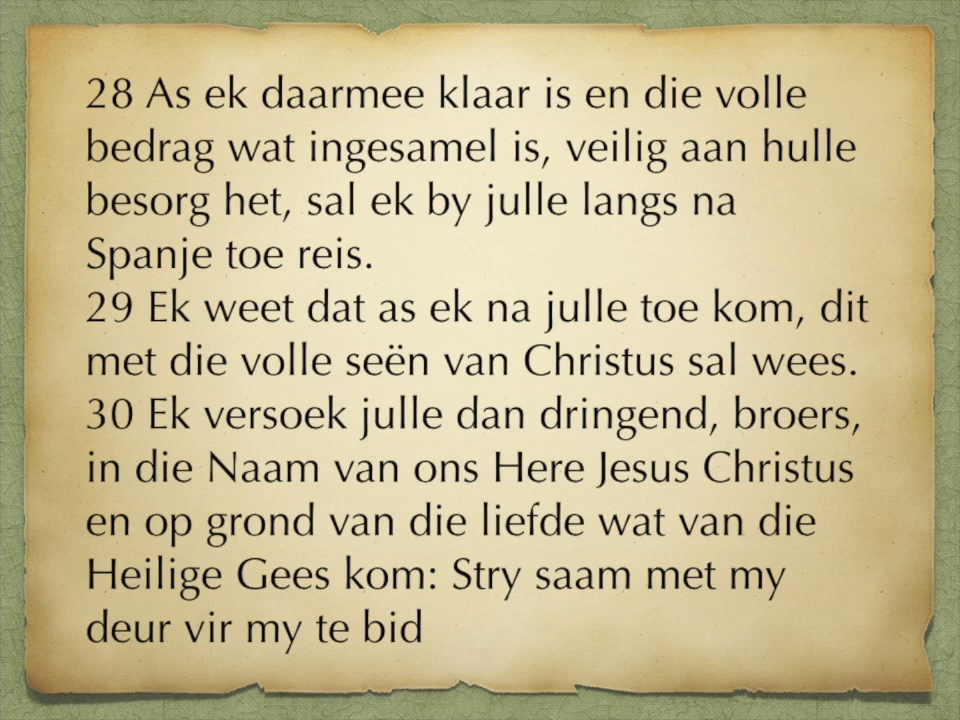 28 As ek daarmee klaar is en die volle
bedrag wat ingesamel is, veilig aan hulle
besorg het, sal ek by julle langs na
Spanje toe reis.
29 Ek weet dat as ek na julle toe kom, dit
met die volle seën van Christus sal wees.
30 Ek versoek julle dan dringend, broers,
in die Naam van ons Here Jesus Christus
en op grond van die liefde wat van die
Heilige Gees kom: Stry saam met my
deur vir my te bid